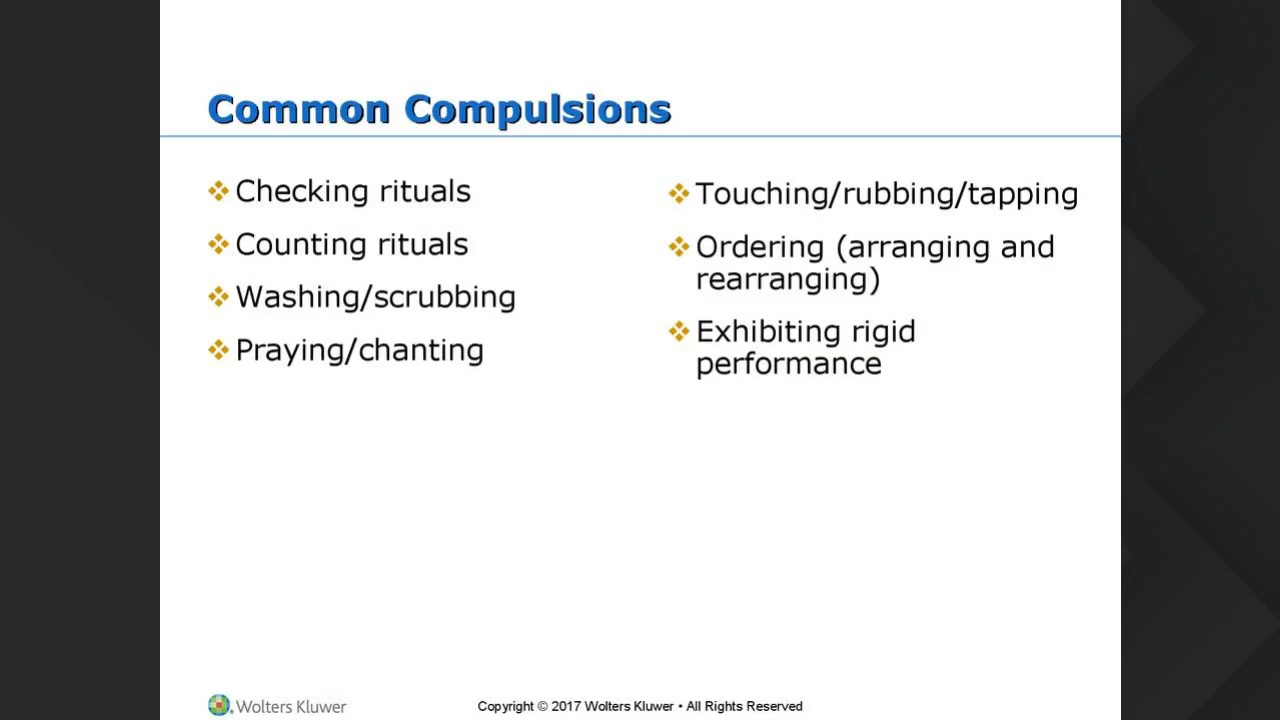 Common Compulsions
Checking rituals
Counting rituals
Washing/scrubbing
Praying/chanting
Touching/rubbing/tapping
Ordering (arranging and
rearranging)
Exhibiting rigid
performance
Wolters Kluwer
Copyright © 2017 Wolters Kluwer • All Rights Reserved